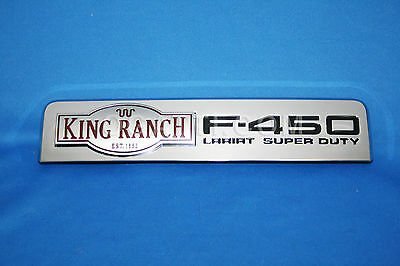 KING RANCH
EST. 1853
F-450
LARIAT SUPER DUTY